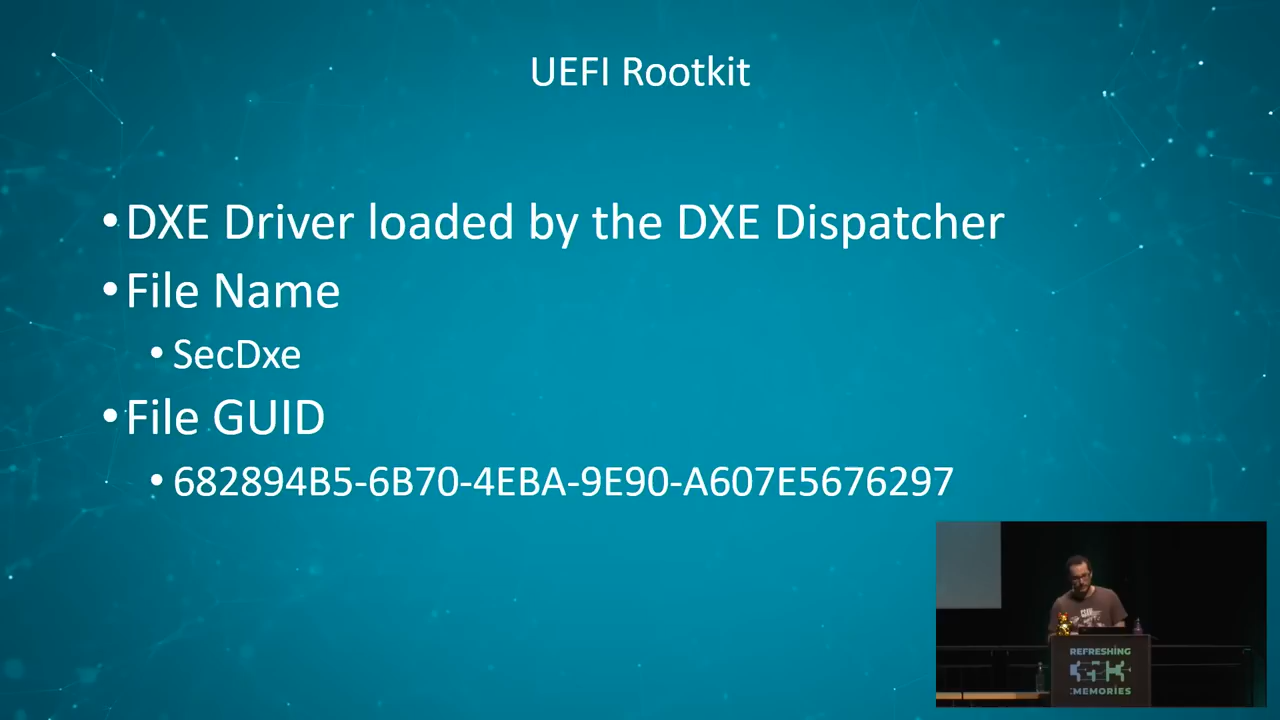 UEFI Rootkit
•DXE Driver loaded by the DXE Dispatcher
•File Name
•SecDxe
•File GUID
•682894B5-6B70-4EBA-9E90-A607E5676297
REFRESHING
:MEMORIES